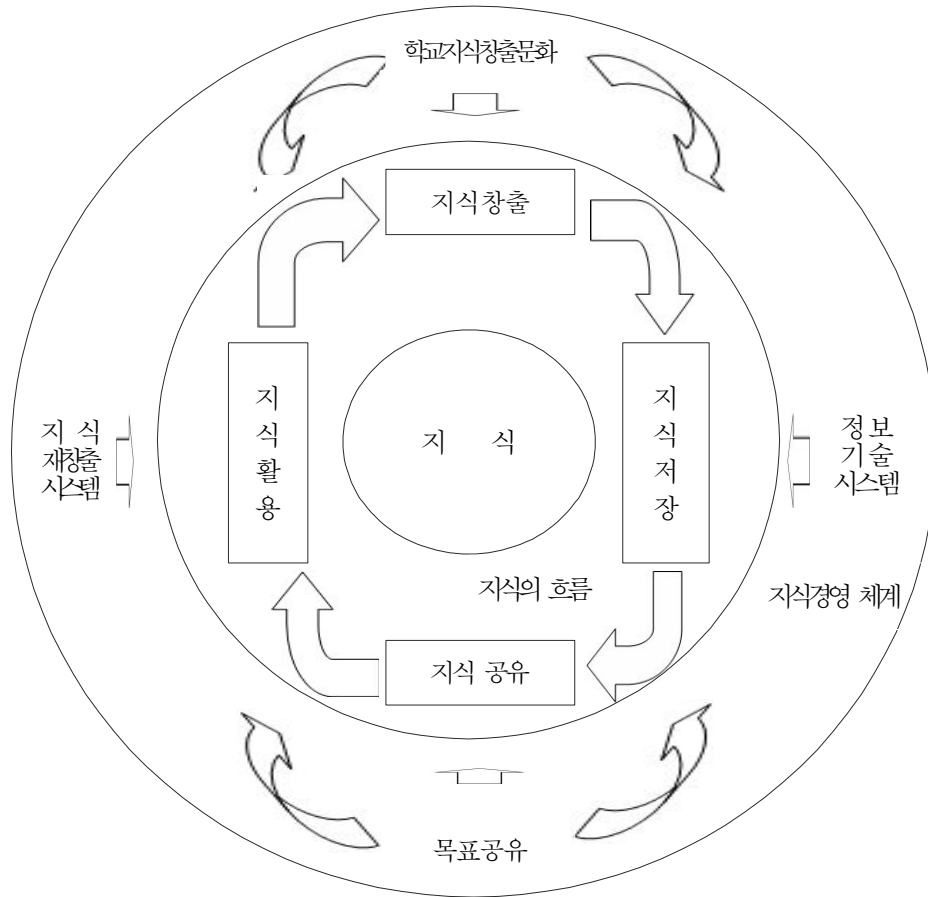 학교지식창출문화
지식창출
지
식
활
용
지 식
지
식
저
장
지 식
재창출
시스템
정보
기술
시스템
지식의 흐름
지식경영 체계
지식 공유
목표공유